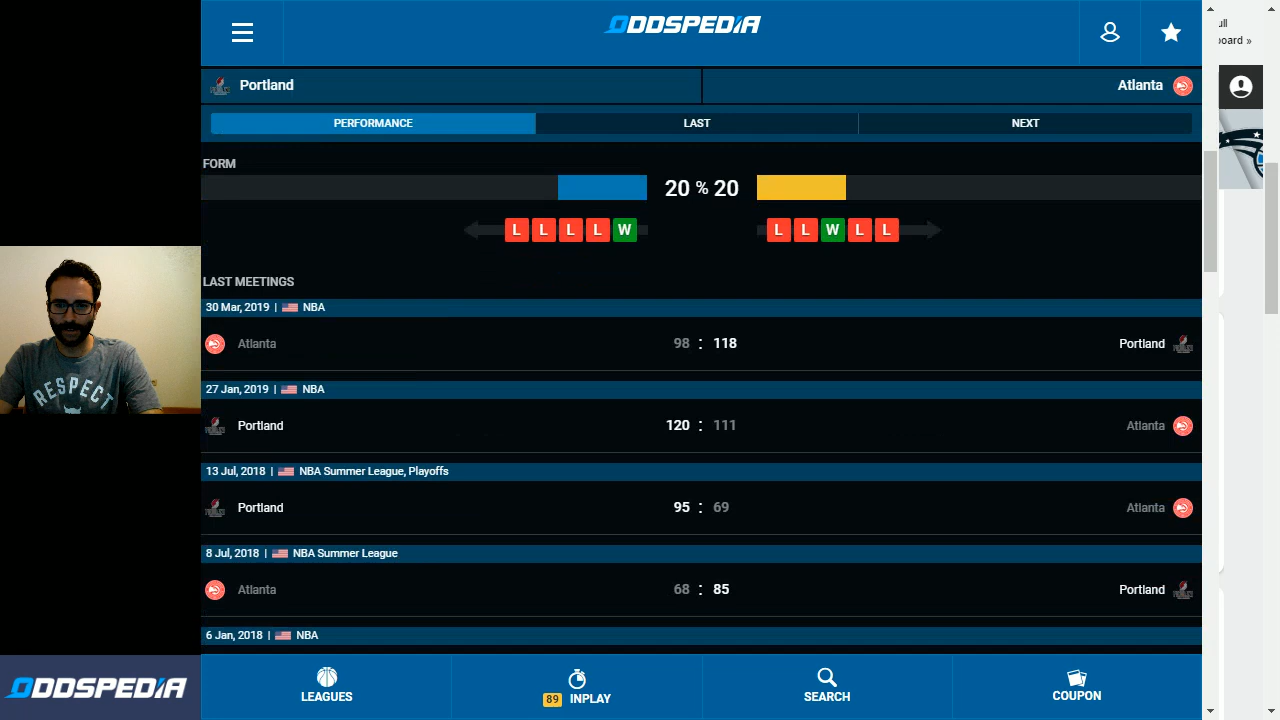 ODDSPEDIA
ull
board »
Portland
Atlanta
PERFORMANCE
LAST
NEXT
FORM
20 % 20
L L L L W
L L W L L
LAST MEETINGS
30 Mar, 2019 | NBA
Atlanta 98 : 118 Portland
27 Jan, 2019 | NBA
Portland 120 : 111 Atlanta
13 Jul, 2018 | NBA Summer League, Playoffs
Portland 95 : 69 Atlanta
8 Jul, 2018 | NBA Summer League
Atlanta 68 : 85 Portland
6 Jan, 2018 | NBA
RESPECT
ODDSPEDIA
LEAGUES
89 INPLAY
SEARCH
COUPON